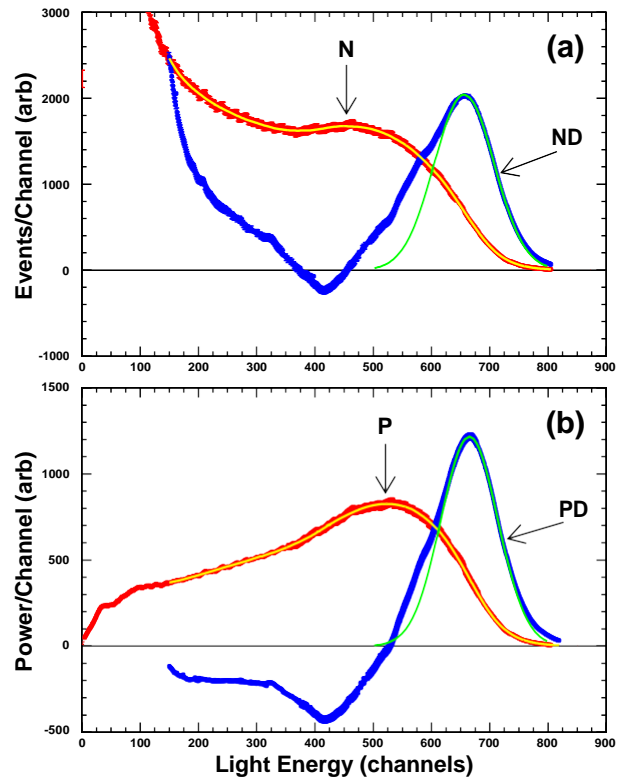 3000
2000
1000
0
-1000
Events/Channel (arb)
(a)
N
ND
0 100 200 300 400 500 600 700 800 900
1500
1000
500
0
-500
Power/Channel (arb)
(b)
P
PD
0 100 200 300 400 500 600 700 800 900
Light Energy (channels)